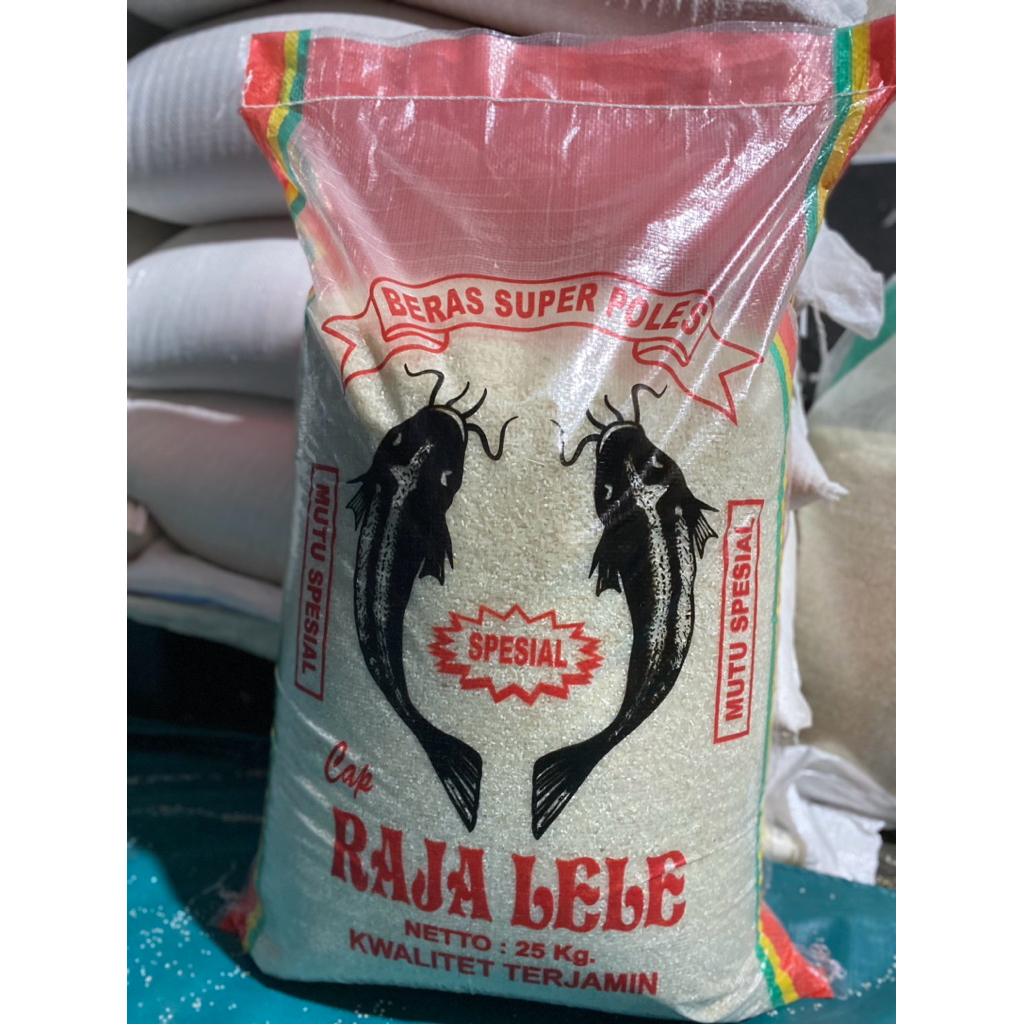 BERAS SUPER POLES
MUTU SPESIAL
MUTU SPESIAL
SPESIAL
Cap
RAJA LELE
NETTO : 25 Kg.
KWALITET TERJAMIN